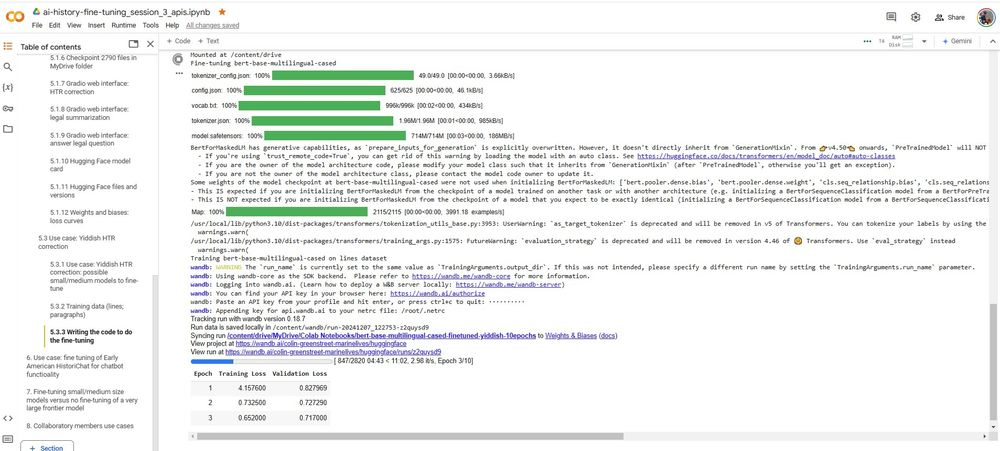 ai-history-fine-tuning_session_3_apis.ipynb
File Edit View Insert Runtime Tools Help All changes saved
Share
Table of contents
+ Code + Text
T4 RAM Disk
Gemini
5.1.6 Checkpoint 2790 files in
MyDrive folder
5.1.7 Gradio web interface:
HTR correction
5.1.8 Gradio web interface:
legal summarization
5.1.9 Gradio web interface:
legal answer question
5.1.10 Hugging Face model
card
5.1.11 Hugging Face files and
versions
5.1.12 Weights and biases:
loss curves
5.3 Use case: Yiddish HTR
correction
5.3.1 Use case: Yiddish HTR
correction: possible
small/medium models to fine-
tune
5.3.2 Training data (lines;
paragraphs)
5.3.3 Writing the code to do
the fine-tuning
6. Use case: fine tuning of Early
American HistoriChat for chatbot
functioality
7. Fine-tuning small/medium size
models versus no fine-tuning of a very
large frontier model
8. Collaborative members use cases
+ Section
Mounted at /content/drive
Fine-tuning bert-base-multilingual-cased
tokenizer_config.json: 100% 49.0/49.0 [00:00<00:00, 3.66kB/s]
config.json: 100% 625/625 [00:00<00:00, 46.1kB/s]
vocab.txt: 100% 996k/996k [00:02<00:00, 434kB/s]
tokenizer.json: 100% 1.96M/1.96M [00:01<00:00, 985kB/s]
model.safetensors: 100% 714M/714M [00:03<00:00, 186MB/s]
BertForMaskedLM has generative capabilities, as `prepare_inputs_for_generation` is explicitly overwritten. However, it doesn't directly inherit from `GenerationMixin`. From 👉v4.50👈 onwards, `PreTrainedModel` will NOT
- If you're using `trust_remote_code=True`, you can get rid of this warning by loading the model with an auto class. See https://huggingface.co/docs/transformers/en/model_doc/auto#auto-classes
- If you are the owner of the model architecture code, please modify your model class such that it inherits from `GenerationMixin` (after `PreTrainedModel`, otherwise you'll get an exception).
- If you are not the owner of the model architecture class, please contact the model code owner to update it.
Some weights of the model checkpoint at bert-base-multilingual-cased were not used when initializing BertForMaskedLM: ['bert.pooler.dense.bias', 'bert.pooler.dense.weight', 'cls.seq_relationship.bias', 'cls.seq_relations
- This IS expected if you are initializing BertForMaskedLM from the checkpoint of a model trained on another task or with another architecture (e.g. initializing a BertForSequenceClassification model from a BertForPreTra
- This IS NOT expected if you are initializing BertForMaskedLM from the checkpoint of a model that you expect to be exactly identical (initializing a BertForSequenceClassification model from a BertForSequenceClassificati
Map: 100% 2115/2115 [00:00<00:00, 3991.18 examples/s]
/usr/local/lib/python3.10/dist-packages/transformers/tokenization_utils_base.py:3953: UserWarning: `as_target_tokenizer` is deprecated and will be removed in v5 of Transformers. You can tokenize your labels by using the
warnings.warn(
/usr/local/lib/python3.10/dist-packages/transformers/training_args.py:1575: FutureWarning: `evaluation_strategy` is deprecated and will be removed in version 4.46 of 🤗 Transformers. Use `eval_strategy` instead
warnings.warn(
Training bert-base-multilingual-cased on lines dataset
wandb: WARNING The `run_name` is currently set to the same value as `TrainingArguments.output_dir`. If this was not intended, please specify a different run name by setting the `TrainingArguments.run_name` parameter.
wandb: Using wandb-core as the SDK backend. Please refer to https://wandb.me/wandb-core for more information.
wandb: Logging into wandb.ai. (Learn how to deploy a W&B server locally: https://wandb.me/wandb-server)
wandb: You can find your API key in your browser here: https://wandb.ai/authorize
wandb: Paste an API key from your profile and hit enter, or press ctrl+c to quit: ··········
wandb: Appending key for api.wandb.ai to your netrc file: /root/.netrc
Tracking run with wandb version 0.18.7
Run data is saved locally in /content/wandb/run-20241207_122753-z2quysd9
Syncing run /content/drive/MyDrive/Colab Notebooks/bert-base-multilingual-cased-finetuned-yiddish-10epochs to Weights & Biases (docs)
View project at https://wandb.ai/colin-greenstreet-marinelives/huggingface
View run at https://wandb.ai/colin-greenstreet-marinelives/huggingface/runs/z2quysd9
[ 847/2820 04:43 < 11:02, 2.98 it/s, Epoch 3/10]
Epoch Training Loss Validation Loss
1 4.157600 0.827969
2 0.732500 0.727290
3 0.652000 0.717000